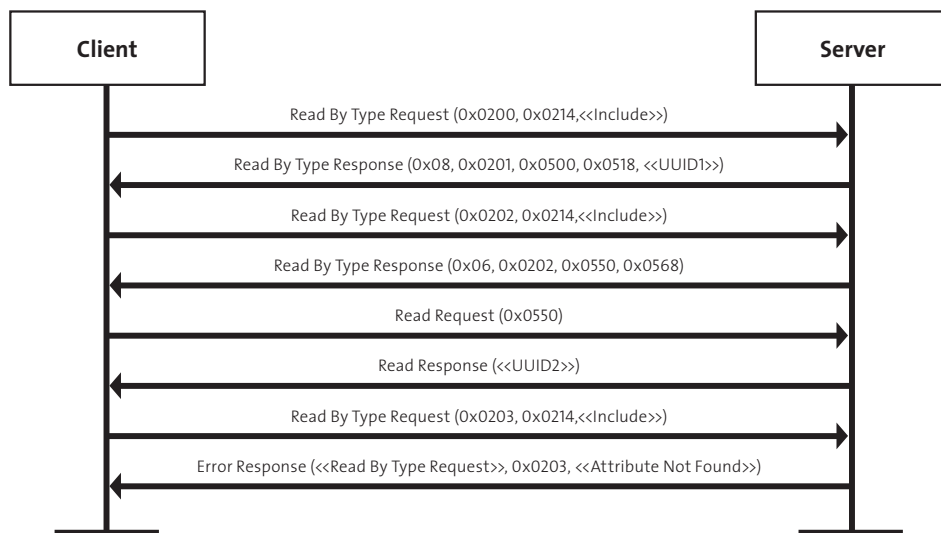 Client
Server
Read By Type Request (0x0200, 0x0214,<<Include>>)
Read By Type Response (0x08, 0x0201, 0x0500, 0x0518, <<UUID1>>)
Read By Type Request (0x0202, 0x0214,<<Include>>)
Read By Type Response (0x06, 0x0202, 0x0550, 0x0568)
Read Request (0x0550)
Read Response (<<UUID2>>)
Read By Type Request (0x0203, 0x0214,<<Include>>)
Error Response (<<Read By Type Request>>, 0x0203, <<Attribute Not Found>>)